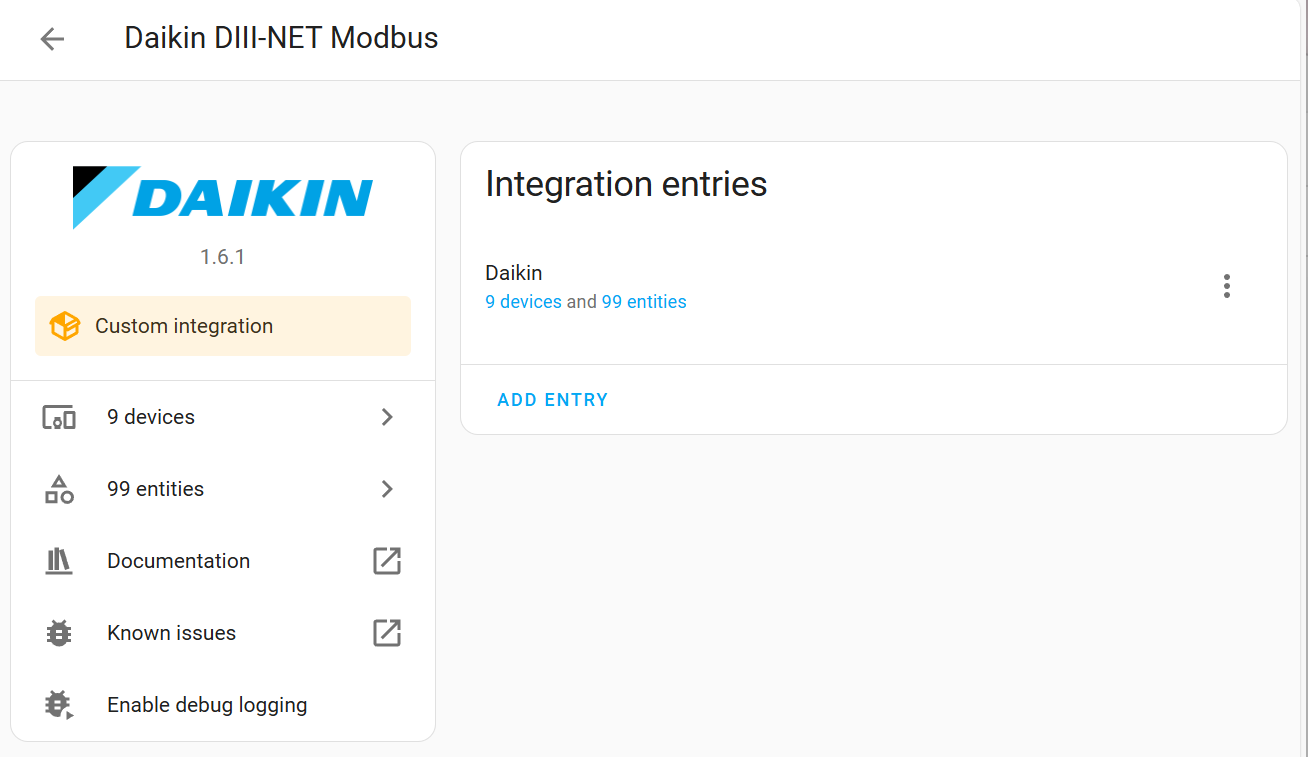 Daikin DIII-NET Modbus
DAIKIN
1.6.1
Custom integration
9 devices
99 entities
Documentation
Known issues
Enable debug logging
Integration entries
Daikin
9 devices and 99 entities
ADD ENTRY